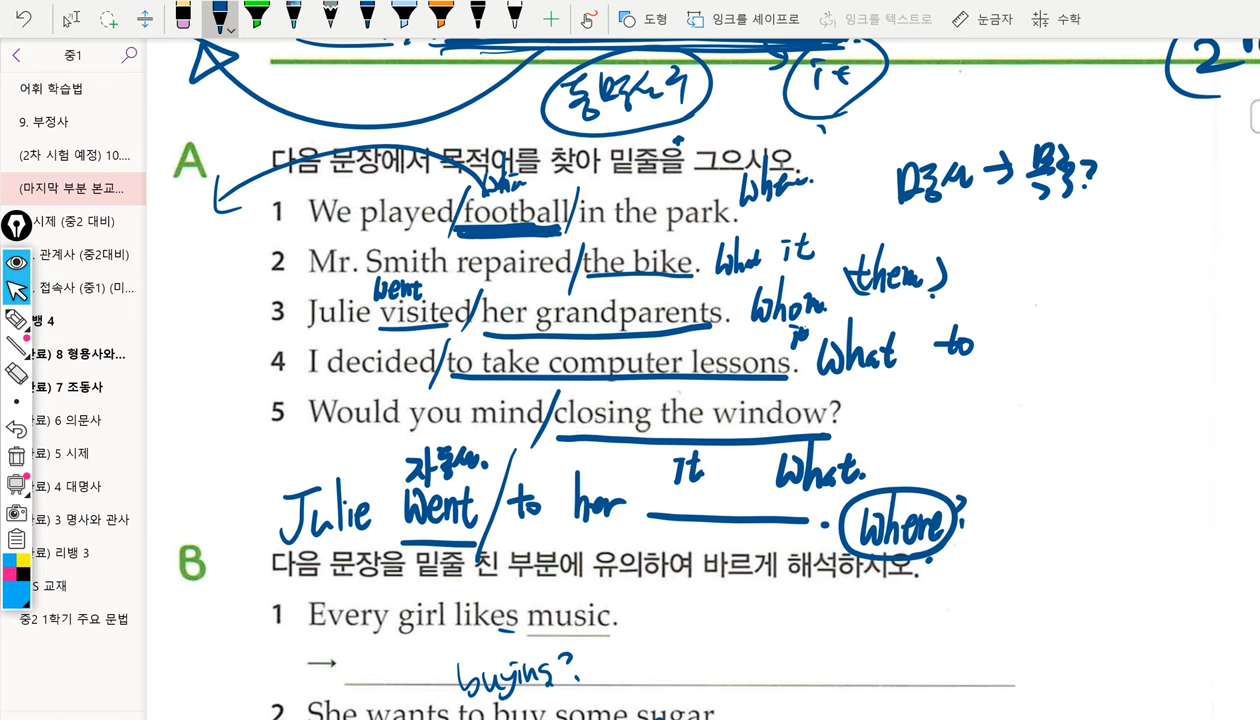 도형
잉크를 셰이프로
잉크를 텍스트로
눈금자
수학
중1
어휘 학습법
9. 부정사
(2차 시험 예정) 10....
(마지막 부분 본교...
시제 (중2 대비)
. 관계사 (중2대비)
. 접속사 (중1) (미...
뱅 4
료) 8 형용사와...
료) 7 조동사
료) 6 의문사
료) 5 시제
료) 4 대명사
료) 3 명사와 관사
료) 리뱅 3
S 교재
중2 1학기 주요 문법
it
2
A 다음 문장에서 목적어를 찾아 밑줄을 그으시오.
1 We played football in the park.
2 Mr. Smith repaired the bike. what it
(them)
went
3 Julie visited her grandparents. whom
4 I decided to take computer lessons. what to
5 Would you mind closing the window?
자동사. it what.
Julie went to her . where?
B 다음 문장을 밑줄 친 부분에 유의하여 바르게 해석하시오.
1 Every girl likes music.
→
buying?
2 She wants to buy some sugar.